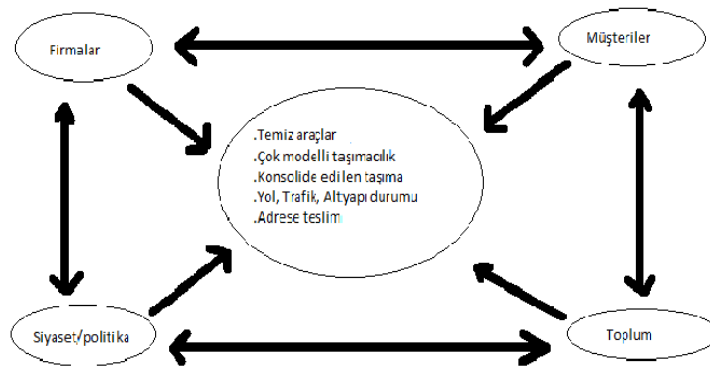 Firmalar
Müşteriler
.Temiz araçlar
.Çok modelli taşımacılık
.Konsolide edilen taşıma
.Yol, Trafik, Altyapı durumu
.Adrese teslim
Siyaset/politika
Toplum